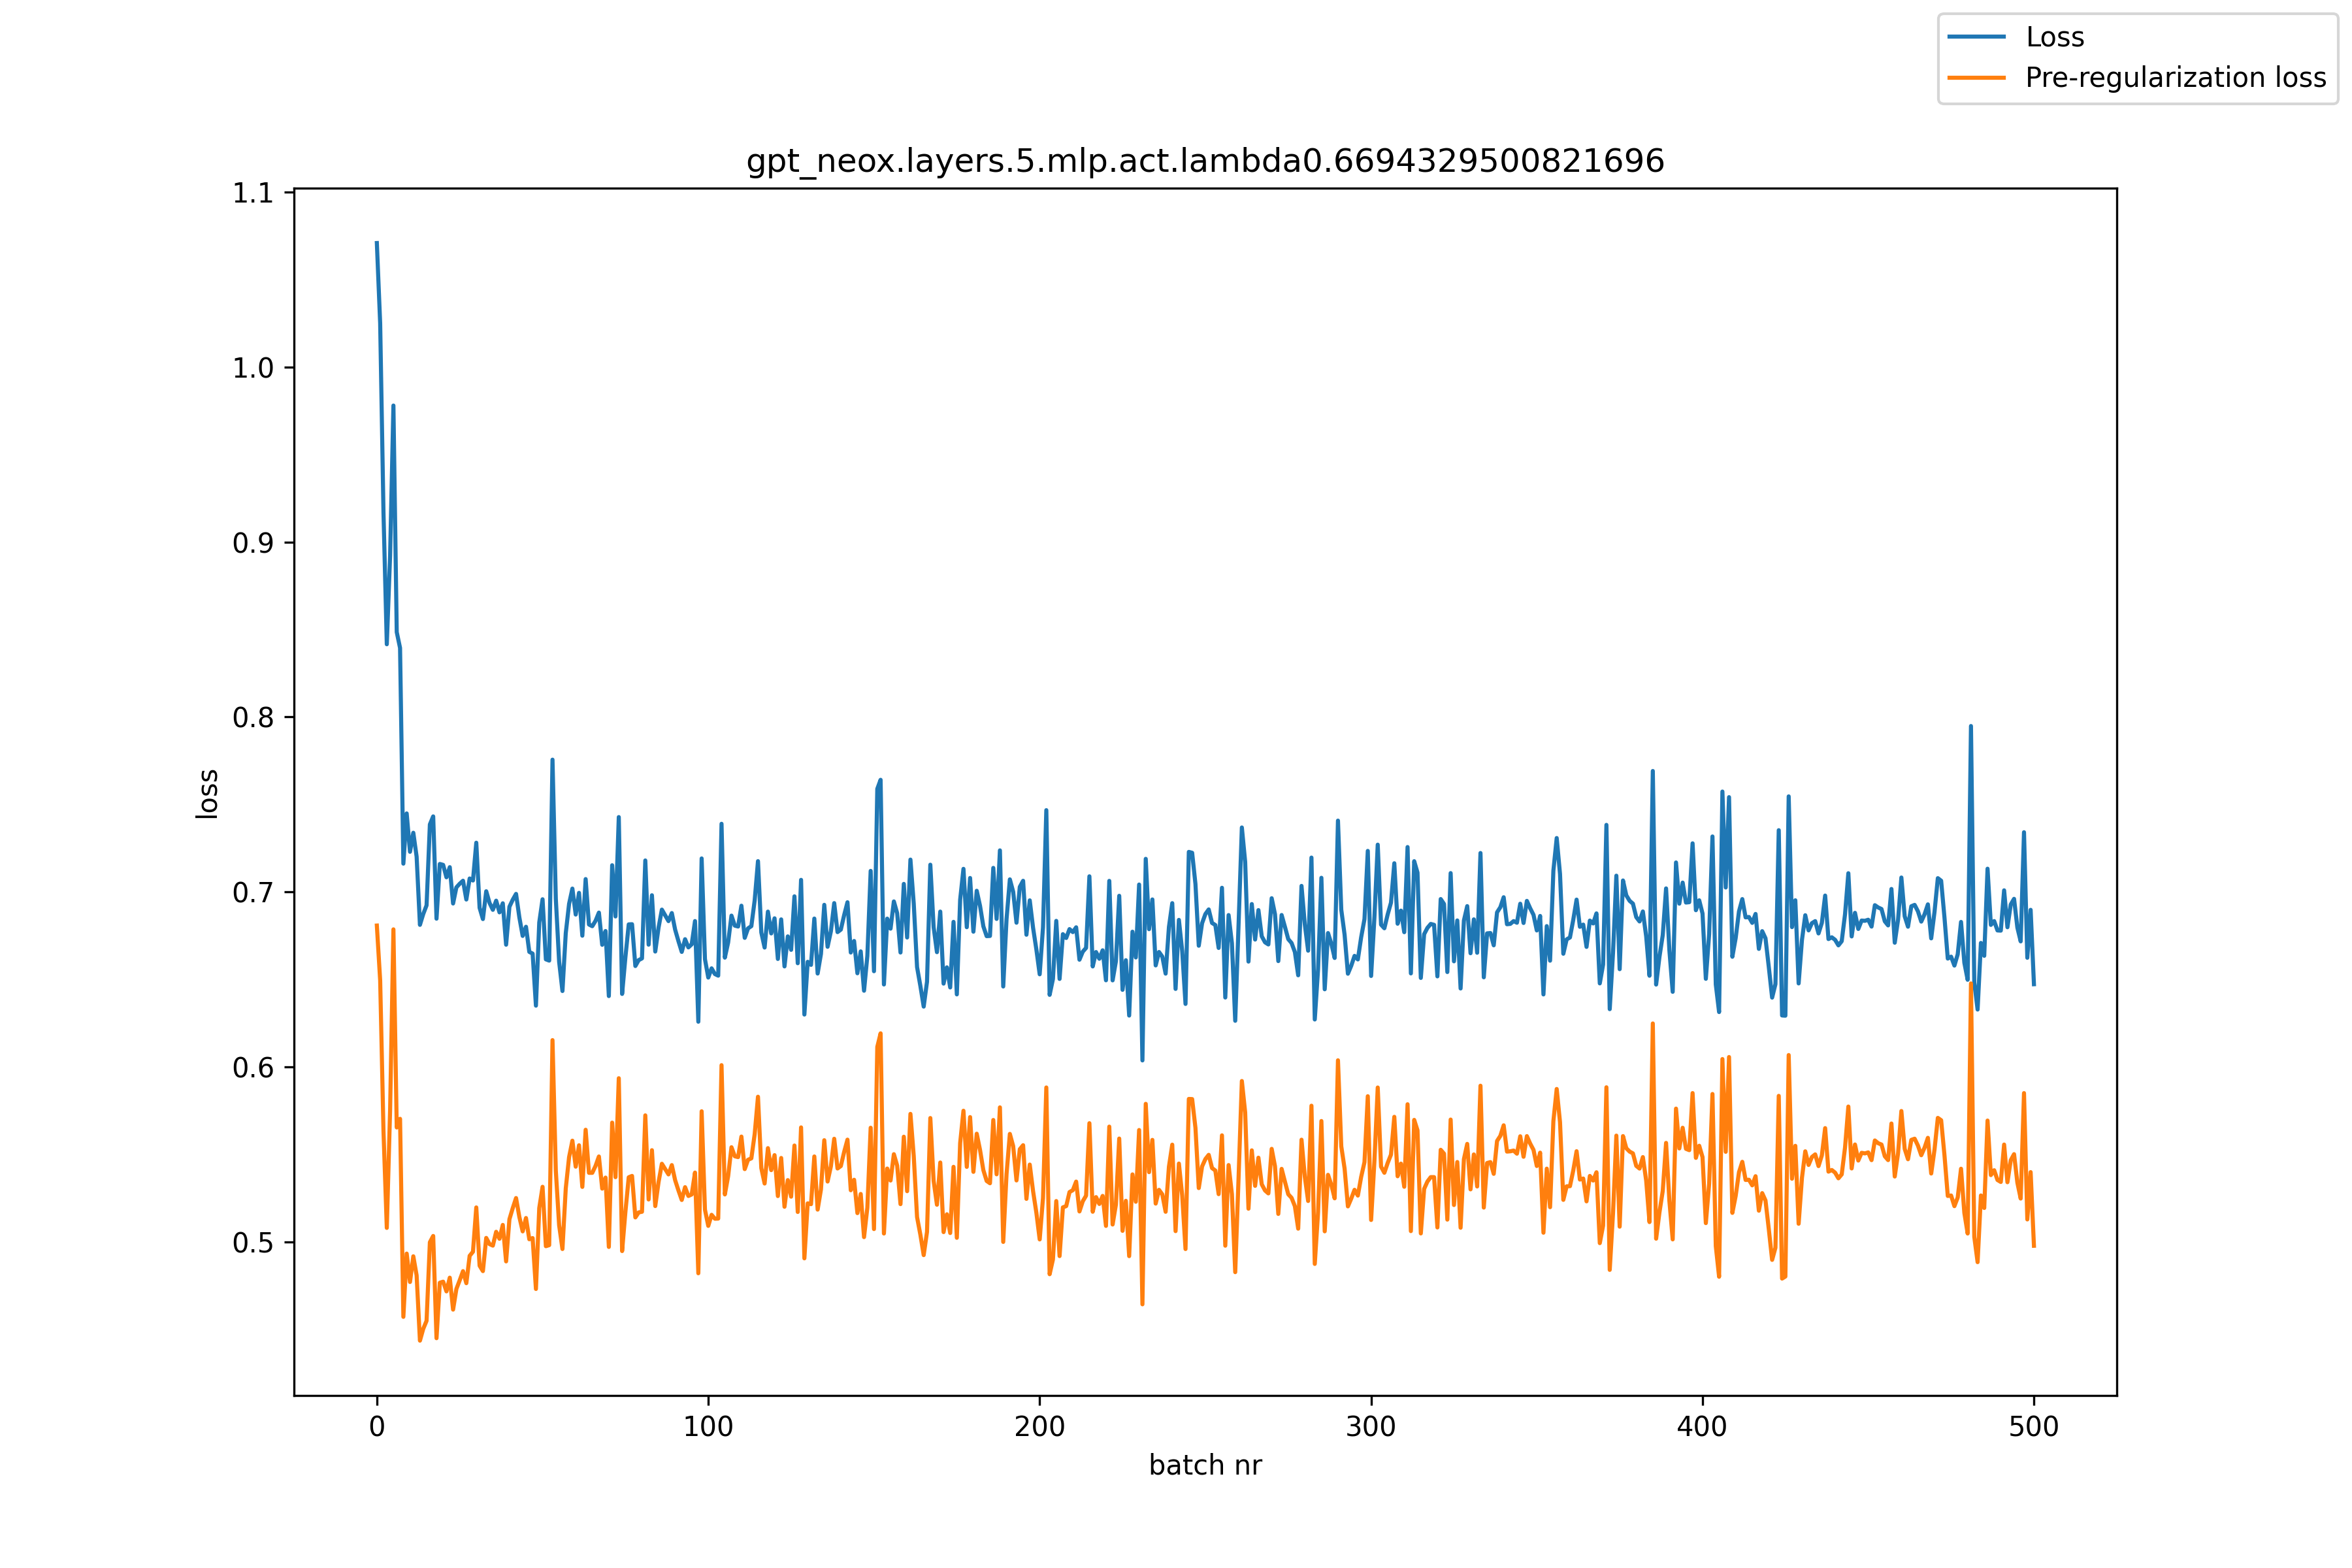 Loss
Pre-regularization loss
gpt_neox.layers.5.mlp.act.lambda0.6694329500821696
1.1
1.0
0.9
0.8
0.7
0.6
0.5
loss
0
100
200
300
400
500
batch nr